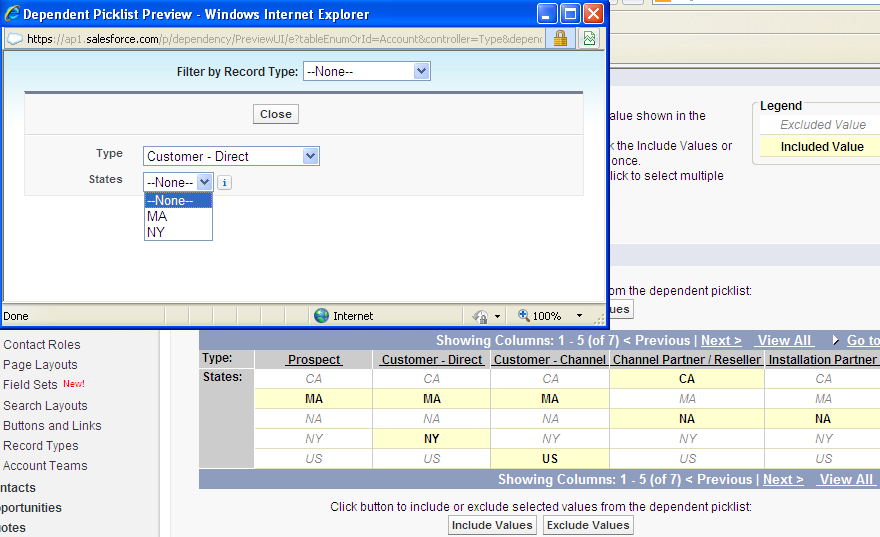 Dependent Picklist Preview - Windows Internet Explorer
https://ap1.salesforce.com/p/dependency/PreviewUI/e?tableEnumOrId=Account&controller=Type&depend
Filter by Record Type: --None--
Close
Type Customer - Direct
States --None-- i
--None--
MA
NY
Done Internet 100%
alue shown in the
the Include Values or
once.
lick to select multiple
Legend
Excluded Value
Included Value
om the dependent picklist:
ues
Contact Roles
Page Layouts
Field Sets New!
Search Layouts
Buttons and Links
Record Types
Account Teams
ntacts
portunities
otes
Showing Columns: 1 - 5 (of 7) < Previous | Next > View All Go to
Type: Prospect Customer - Direct Customer - Channel Channel Partner / Reseller Installation Partner
States: CA CA CA CA CA
MA MA MA MA MA
NA NA NA NA NA
NY NY NY NY NY
US US US US US
Showing Columns: 1 - 5 (of 7) < Previous | Next > View All
Click button to include or exclude selected values from the dependent picklist:
Include Values Exclude Values